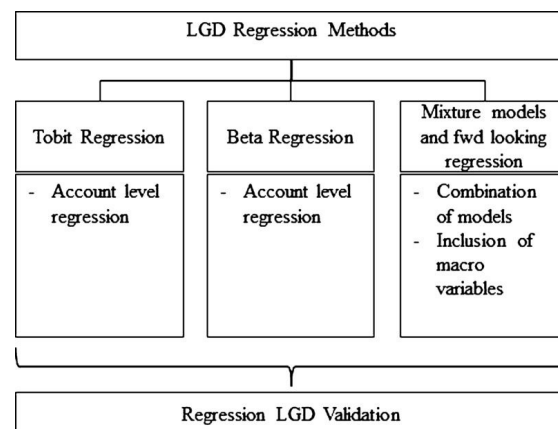 LGD Regression Methods
Tobit Regression
Beta Regression
Mixture models
and fwd looking
regression
- Account level
regression
- Account level
regression
- Combination
of models
- Inclusion of
macro
variables
Regression LGD Validation